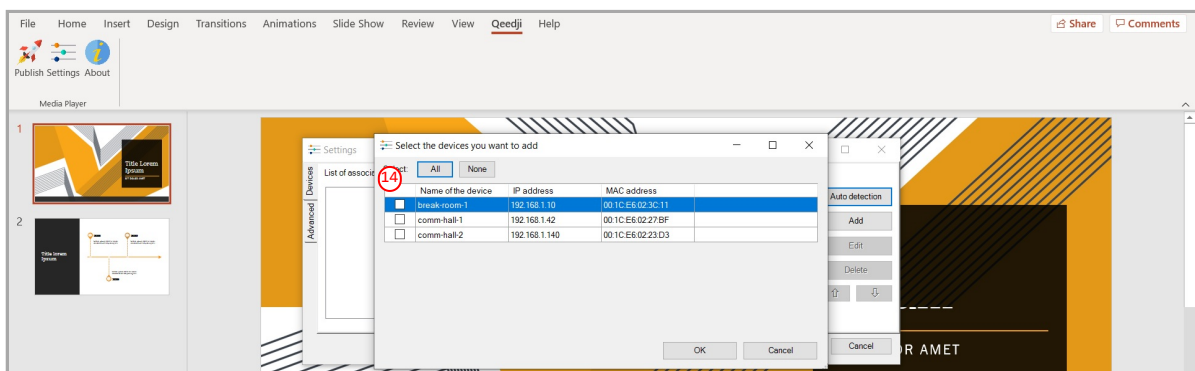 File Home Insert Design Transitions Animations Slide Show Review View Qeedji Help Share Comments
Publish Settings About
Media Player
1
Title Lorem
Ipsum
2
Title lorem
Ipsum
Settings
Devices
Advanced
List of associe
Select the devices you want to add
14
All None
Name of the device IP address MAC address
break-room-1 192.168.1.10 00:1C:E6:02:3C:11
comm-hall-1 192.168.1.42 00:1C:E6:02:27:BF
comm-hall-2 192.168.1.140 00:1C:E6:02:23:D3
OK Cancel
Auto detection
Add
Edit
Delete
Cancel
OR AMET